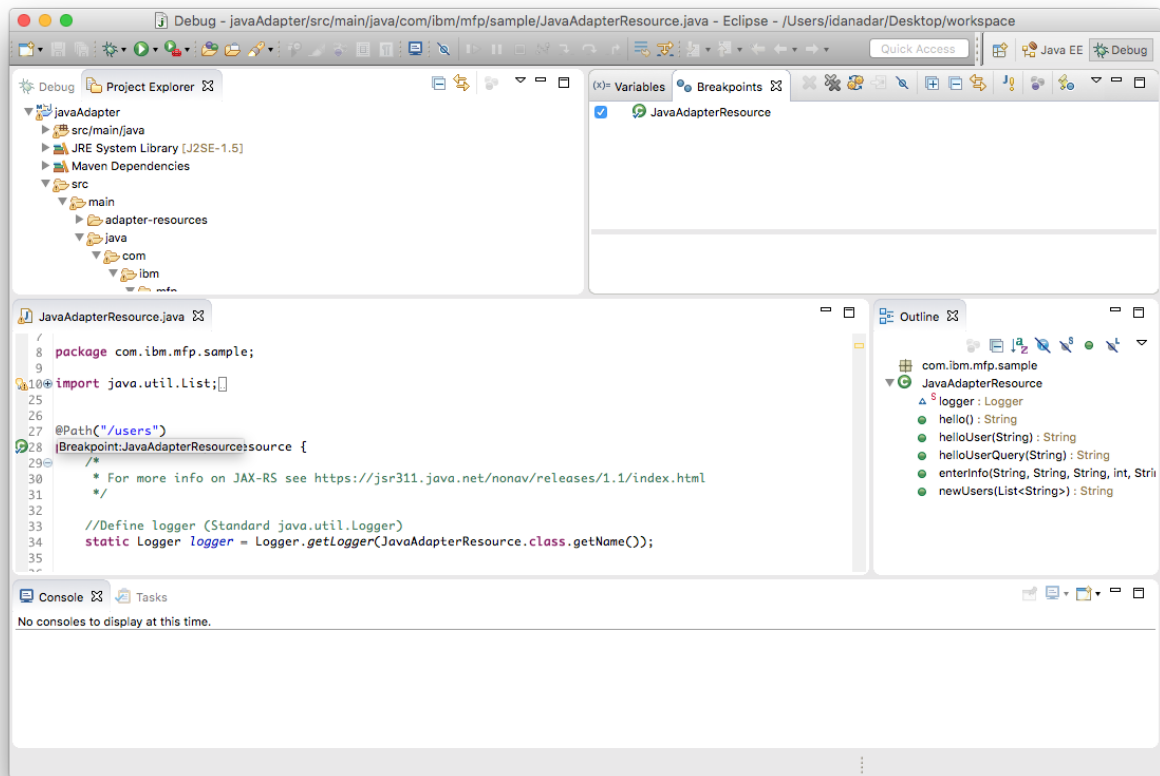 Debug - javaAdapter/src/main/java/com/ibm/mfp/sample/JavaAdapterResource.java - Eclipse - /Users/idanadar/Desktop/workspace
Quick Access
Java EE
Debug
Debug
Project Explorer
javaAdapter
src/main/java
JRE System Library [J2SE-1.5]
Maven Dependencies
src
main
adapter-resources
java
com
ibm
mfp
(x)= Variables
Breakpoints
JavaAdapterResource
JavaAdapterResource.java
7
8 package com.ibm.mfp.sample;
9
10 import java.util.List;
25
26
27 @Path("/users")
28 Breakpoint:JavaAdapterResource esource {
29 /*
30 * For more info on JAX-RS see https://jsr311.java.net/nonav/releases/1.1/index.html
31 */
32
33 //Define logger (Standard java.util.Logger)
34 static Logger logger = Logger.getLogger(JavaAdapterResource.class.getName());
35
Outline
com.ibm.mfp.sample
JavaAdapterResource
S logger : Logger
hello() : String
helloUser(String) : String
helloUserQuery(String) : String
enterInfo(String, String, String, int, Stri
newUsers(List<String>) : String
Console
Tasks
No consoles to display at this time.